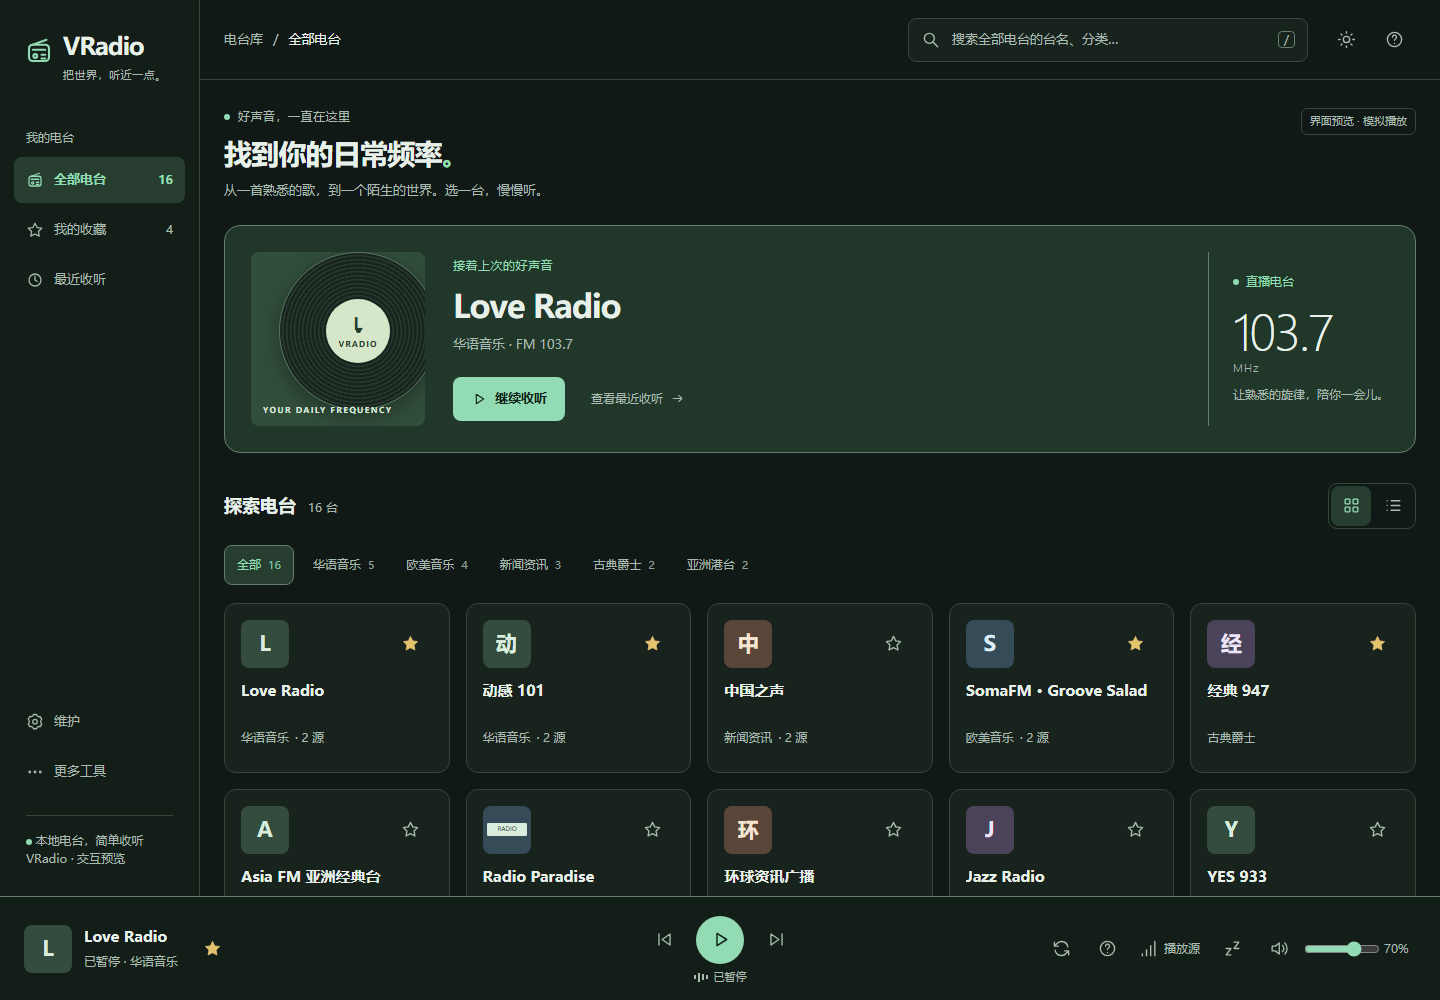 VRadio
把世界，听近一点。
我的电台
全部电台 16
我的收藏 4
最近收听
维护
更多工具
本地电台，简单收听
VRadio · 交互预览
电台库 / 全部电台
搜索全部电台的台名、分类... /
好声音，一直在这里
界面预览 · 模拟播放
找到你的日常频率。
从一首熟悉的歌，到一个陌生的世界。选一台，慢慢听。
L
VRADIO
YOUR DAILY FREQUENCY
接着上次的好声音
Love Radio
华语音乐 · FM 103.7
继续收听
查看最近收听 →
直播电台
103.7
MHz
让熟悉的旋律，陪你一会儿。
探索电台 16 台
全部 16 华语音乐 5 欧美音乐 4 新闻资讯 3 古典爵士 2 亚洲港台 2
L
Love Radio
华语音乐 · 2 源
动
动感 101
华语音乐 · 2 源
中
中国之声
新闻资讯 · 2 源
S
SomaFM • Groove Salad
欧美音乐 · 2 源
经
经典 947
古典爵士
A
Asia FM 亚洲经典台
RADIO
Radio Paradise
环
环球资讯广播
J
Jazz Radio
Y
YES 933
L
Love Radio
已暂停 · 华语音乐
已暂停
播放源
zz
70%